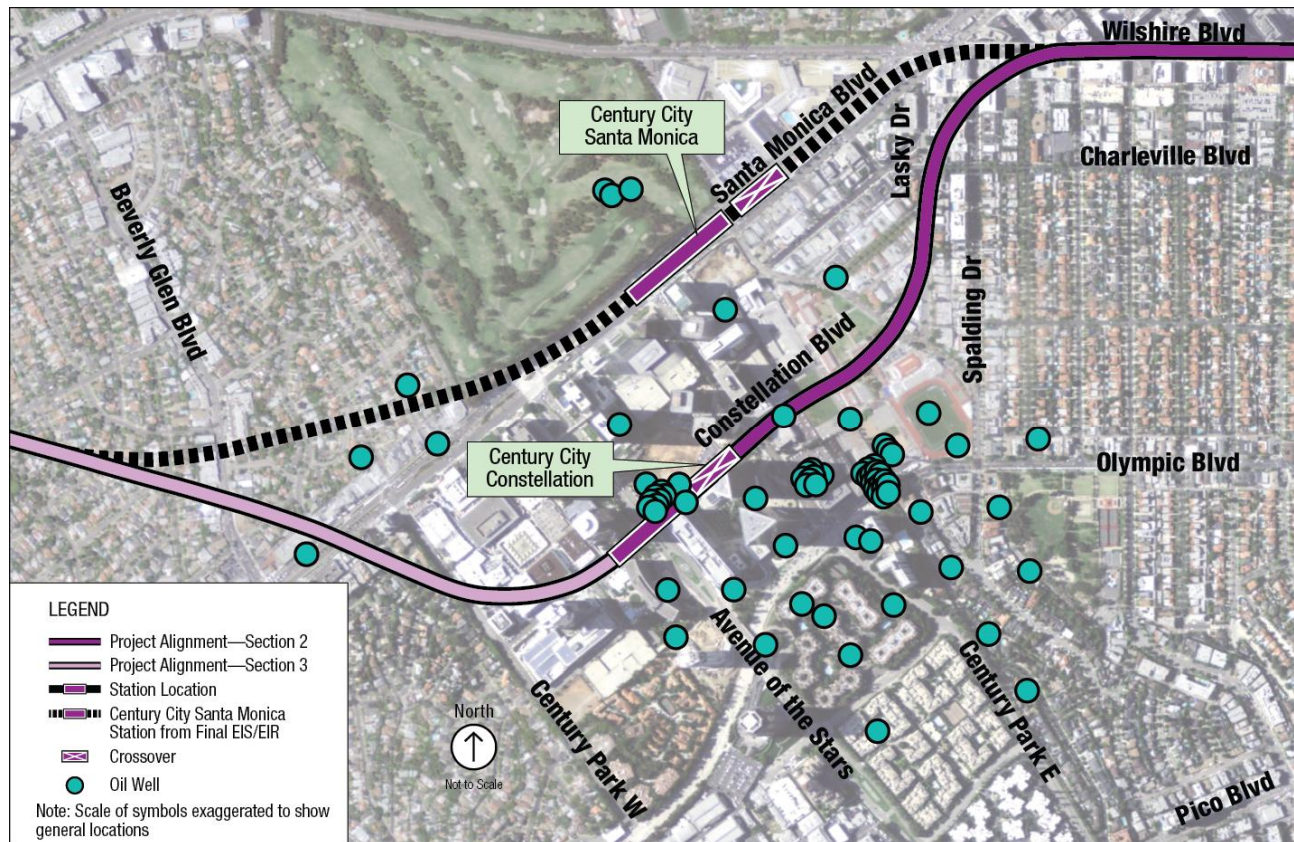 Wilshire Blvd
Century City
Santa Monica
Santa Monica Blvd
Lasky Dr
Charleville Blvd
Beverly Glen Blvd
Spalding Dr
Constellation Blvd
Century City
Constellation
Olympic Blvd
LEGEND
Project Alignment—Section 2
Project Alignment—Section 3
Station Location
Century City Santa Monica
Station from Final EIS/EIR
Crossover
Oil Well
Note: Scale of symbols exaggerated to show
general locations
North
Not to Scale
Century Park W
Avenue of the Stars
Century Park E
Pico Blvd